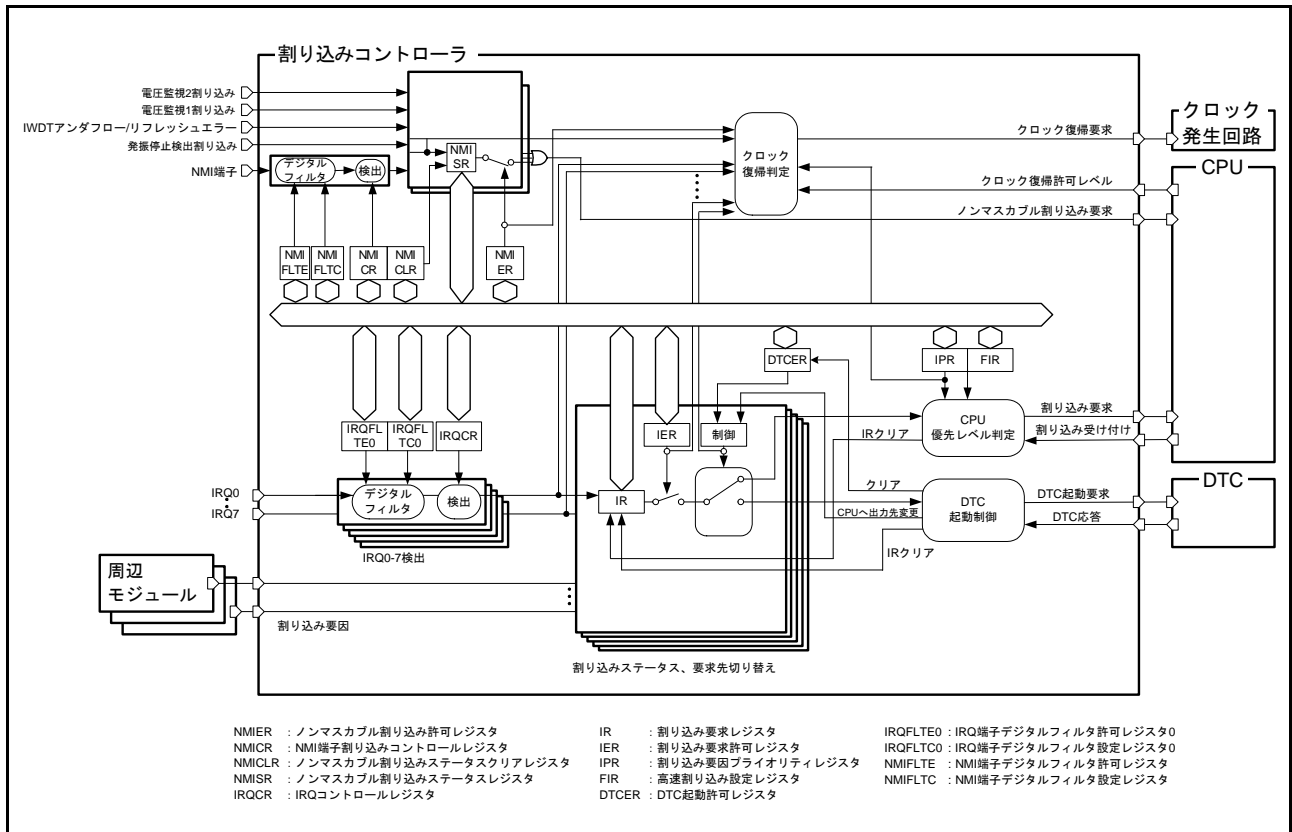 割り込みコントローラ
電圧監視2割り込み
電圧監視1割り込み
IWDTアンダフロー/リフレッシュエラー
発振停止検出割り込み
NMI端子
デジタル
フィルタ
検出
NMI
SR
クロック
復帰判定
クロック復帰要求
クロック
発生回路
CPU
クロック復帰許可レベル
ノンマスカブル割り込み要求
NMI
FLTE
NMI
FLTC
NMI
CR
NMI
CLR
NMI
ER
DTCER
IPR
FIR
IRQFL
TE0
IRQFL
TC0
IRQCR
IER
制御
CPU
優先レベル判定
割り込み要求
割り込み受け付け
IRクリア
IRQ0
IRQ7
デジタル
フィルタ
検出
IRQ0-7検出
IR
クリア
CPUへ出力先変更
DTC
起動制御
DTC起動要求
DTC応答
DTC
IRクリア
周辺
モジュール
割り込み要因
割り込みステータス、要求先切り替え
NMIER : ノンマスカブル割り込み許可レジスタ
NMICR : NMI端子割り込みコントロールレジスタ
NMICLR : ノンマスカブル割り込みステータスクリアレジスタ
NMISR : ノンマスカブル割り込みステータスレジスタ
IRQCR : IRQコントロールレジスタ
IR : 割り込み要求レジスタ
IER : 割り込み要求許可レジスタ
IPR : 割り込み要因プライオリティレジスタ
FIR : 高速割り込み設定レジスタ
DTCER : DTC起動許可レジスタ
IRQFLTE0 : IRQ端子デジタルフィルタ許可レジスタ0
IRQFLTC0 : IRQ端子デジタルフィルタ設定レジスタ0
NMIFLTE : NMI端子デジタルフィルタ許可レジスタ
NMIFLTC : NMI端子デジタルフィルタ設定レジスタ